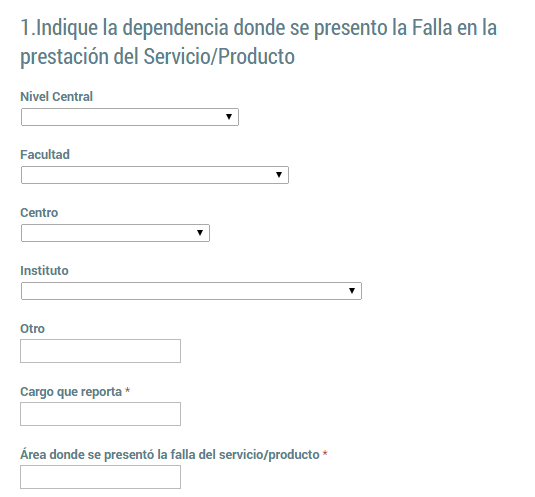 1.Indique la dependencia donde se presento la Falla en la
prestación del Servicio/Producto
Nivel Central
Facultad
Centro
Instituto
Otro
Cargo que reporta *
Área donde se presentó la falla del servicio/producto *